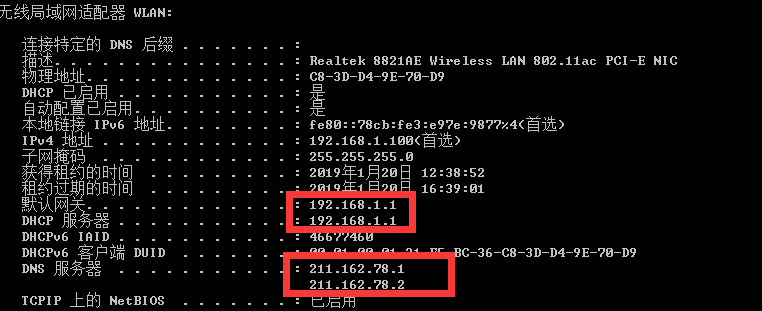 无线局域网适配器 WLAN:
连接特定的 DNS 后缀 . . . . . . . :
描述. . . . . . . . . . . . . . . : Realtek 8821AE Wireless LAN 802.11ac PCI-E NIC
物理地址. . . . . . . . . . . . . : C8-3D-D4-9E-70-D9
DHCP 已启用 . . . . . . . . . . . : 是
自动配置已启用. . . . . . . . . . : 是
本地链接 IPv6 地址. . . . . . . . : fe80::78cb:fe3:e97e:9877%4(首选)
IPv4 地址 . . . . . . . . . . . . : 192.168.1.100(首选)
子网掩码 . . . . . . . . . . . . : 255.255.255.0
获得租约的时间 . . . . . . . . . : 2019年1月20日 12:38:52
租约过期的时间 . . . . . . . . . : 2019年1月20日 16:39:01
默认网关. . . . . . . . . . . . . : 192.168.1.1
DHCP 服务器 . . . . . . . . . . . : 192.168.1.1
DHCPv6 IAID . . . . . . . . . . . : 46677460
DHCPv6 客户端 DUID . . . . . . . : -BC-36-C8-3D-D4-9E-70-D9
DNS 服务器 . . . . . . . . . . . : 211.162.78.1
211.162.78.2
TCPIP 上的 NetBIOS . . . . . . . : 已启用